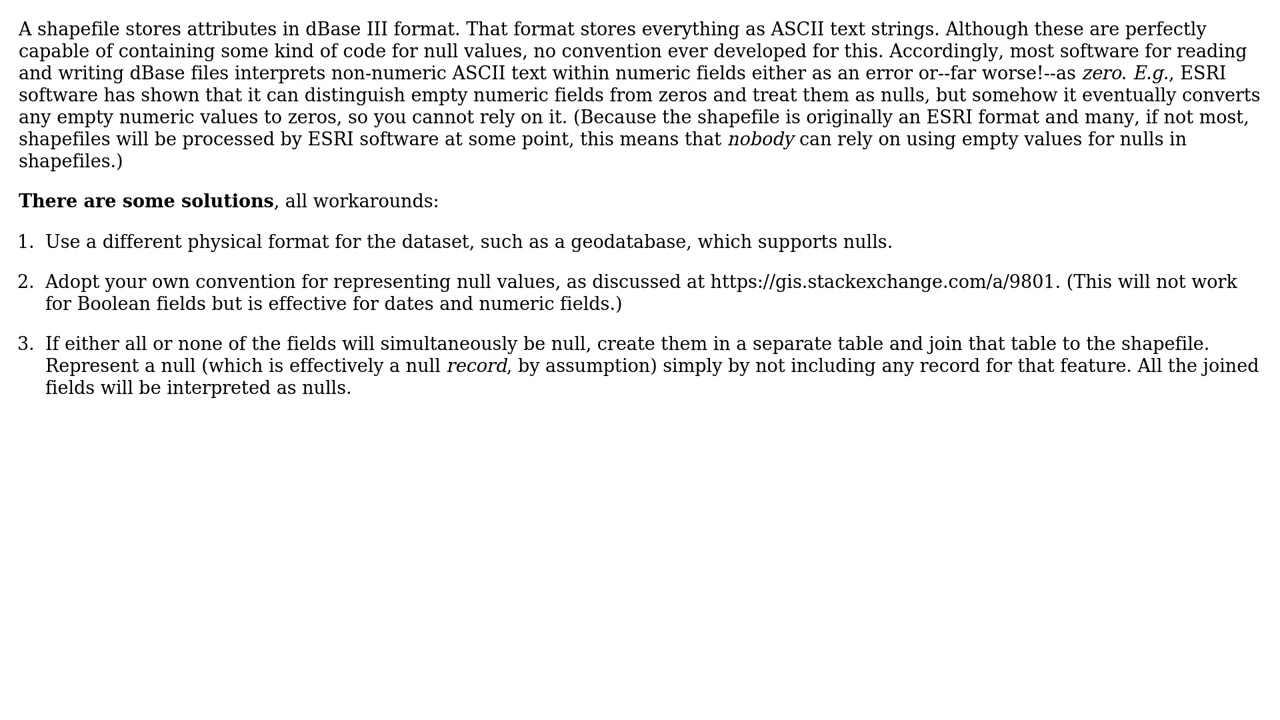 A shapefile stores attributes in dBase III format. That format stores everything as ASCII text strings. Although these are perfectly
capable of containing some kind of code for null values, no convention ever developed for this. Accordingly, most software for reading
and writing dBase files interprets non-numeric ASCII text within numeric fields either as an error or--far worse!--as zero. E.g., ESRI
software has shown that it can distinguish empty numeric fields from zeros and treat them as nulls, but somehow it eventually converts
any empty numeric values to zeros, so you cannot rely on it. (Because the shapefile is originally an ESRI format and many, if not most,
shapefiles will be processed by ESRI software at some point, this means that nobody can rely on using empty values for nulls in
shapefiles.)
There are some solutions, all workarounds:
1. Use a different physical format for the dataset, such as a geodatabase, which supports nulls.
2. Adopt your own convention for representing null values, as discussed at https://gis.stackexchange.com/a/9801. (This will not work
for Boolean fields but is effective for dates and numeric fields.)
3. If either all or none of the fields will simultaneously be null, create them in a separate table and join that table to the shapefile.
Represent a null (which is effectively a null record, by assumption) simply by not including any record for that feature. All the joined
fields will be interpreted as nulls.